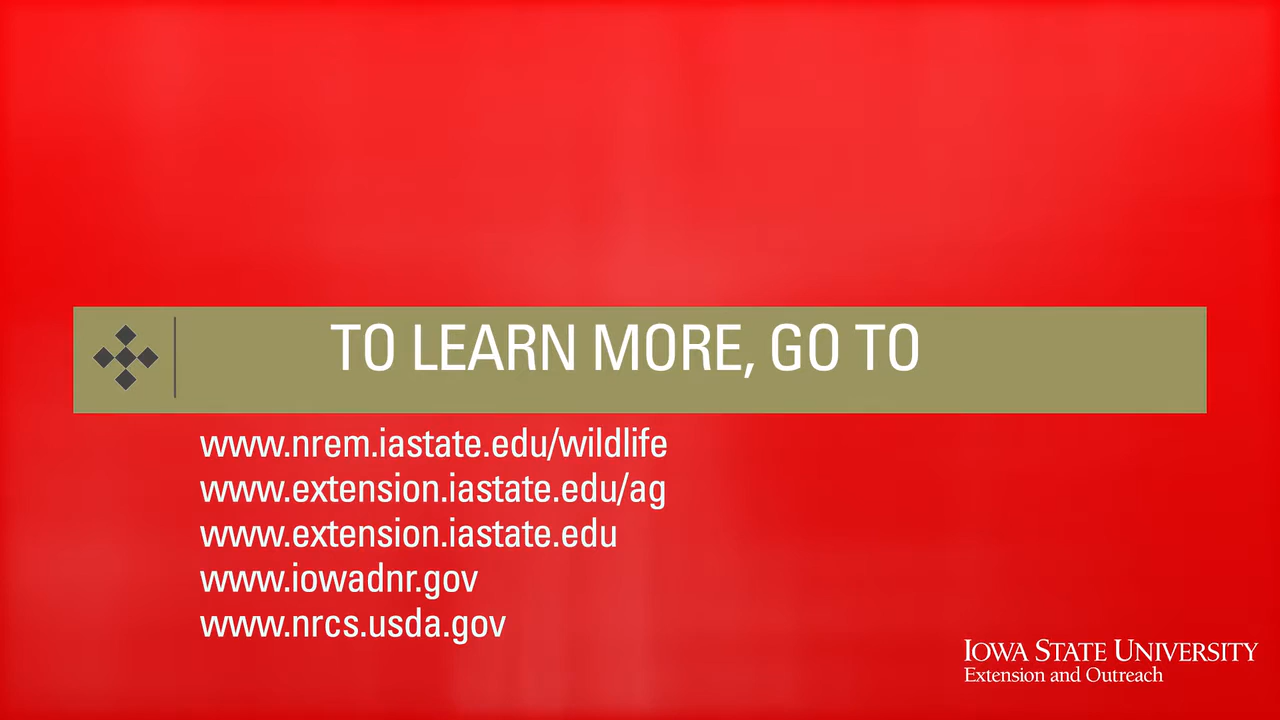 TO LEARN MORE, GO TO
www.nrem.iastate.edu/wildlife
www.extension.iastate.edu/ag
www.extension.iastate.edu
www.iowadnr.gov
www.nrcs.usda.gov
IOWA STATE UNIVERSITY
Extension and Outreach